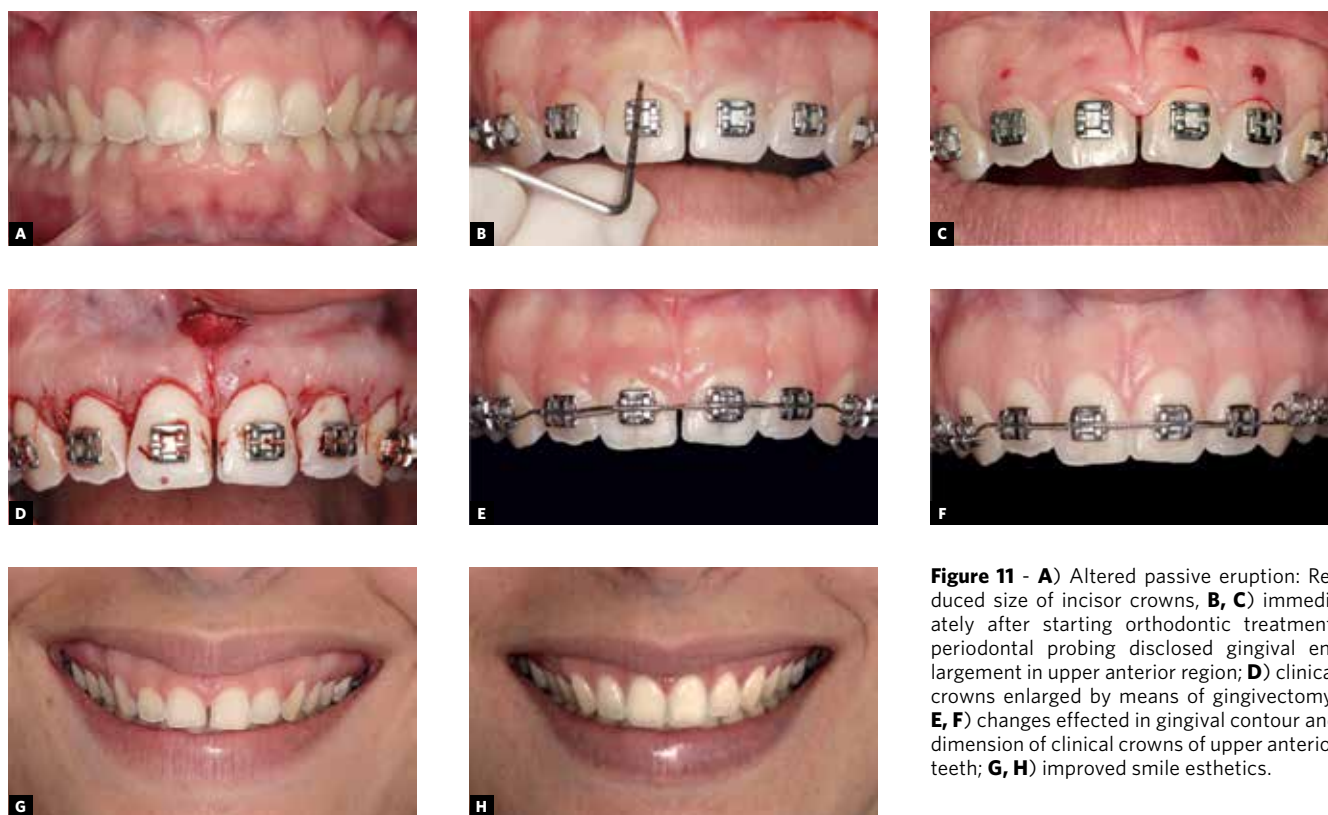 A
B
C
D
E
F
G
H
Figure 11 - A) Altered passive eruption: Re
duced size of incisor crowns, B, C) immedi
ately after starting orthodontic treatment
periodontal probing disclosed gingival en
largement in upper anterior region; D) clinica
crowns enlarged by means of gingivectomy
E, F) changes effected in gingival contour an
dimension of clinical crowns of upper anterio
teeth; G, H) improved smile esthetics.